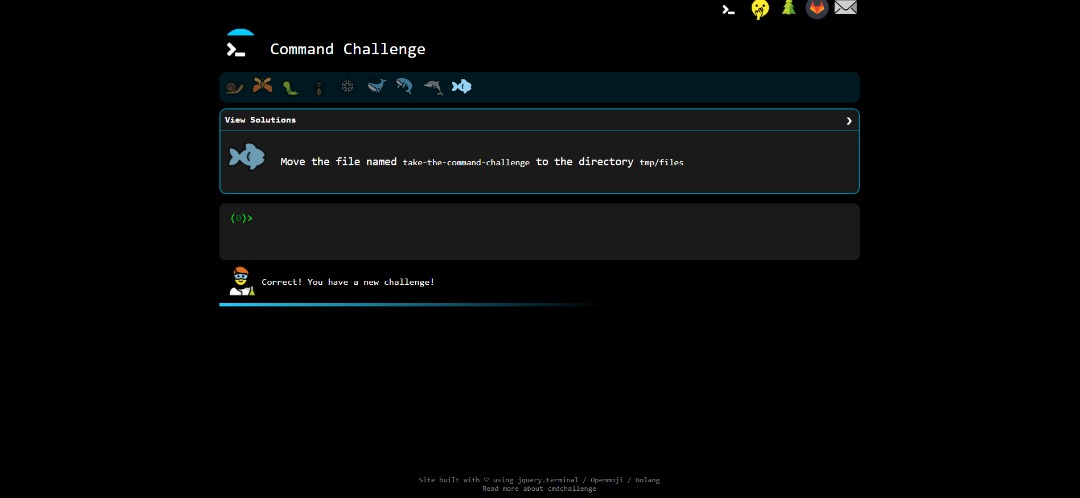 Command Challenge
View Solutions
Move the file named take-the-command-challenge to the directory tmp/files
(0)>
Correct! You have a new challenge!
Site built with ♡ using jquery.terminal / Openmoji / Golang
Read more about cmdchallenge